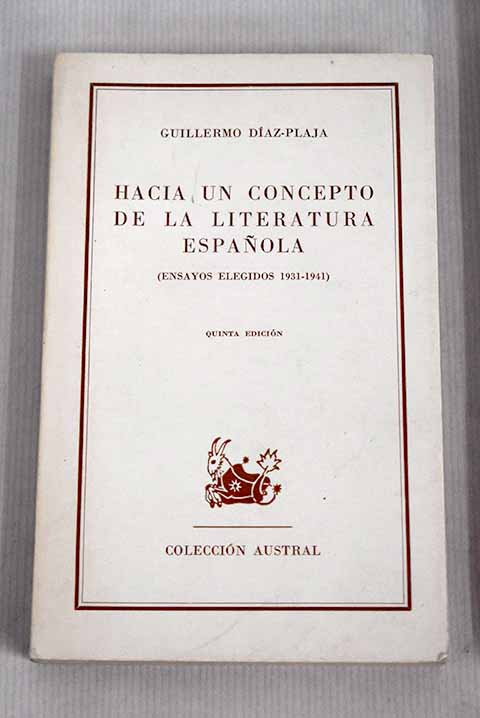 GUILLERMO DÍAZ-PLAJA
HACIA UN CONCEPTO
DE LA LITERATURA
ESPAÑOLA
(ENSAYOS ELEGIDOS 1931-1941)
QUINTA EDICIÓN
COLECCIÓN AUSTRAL